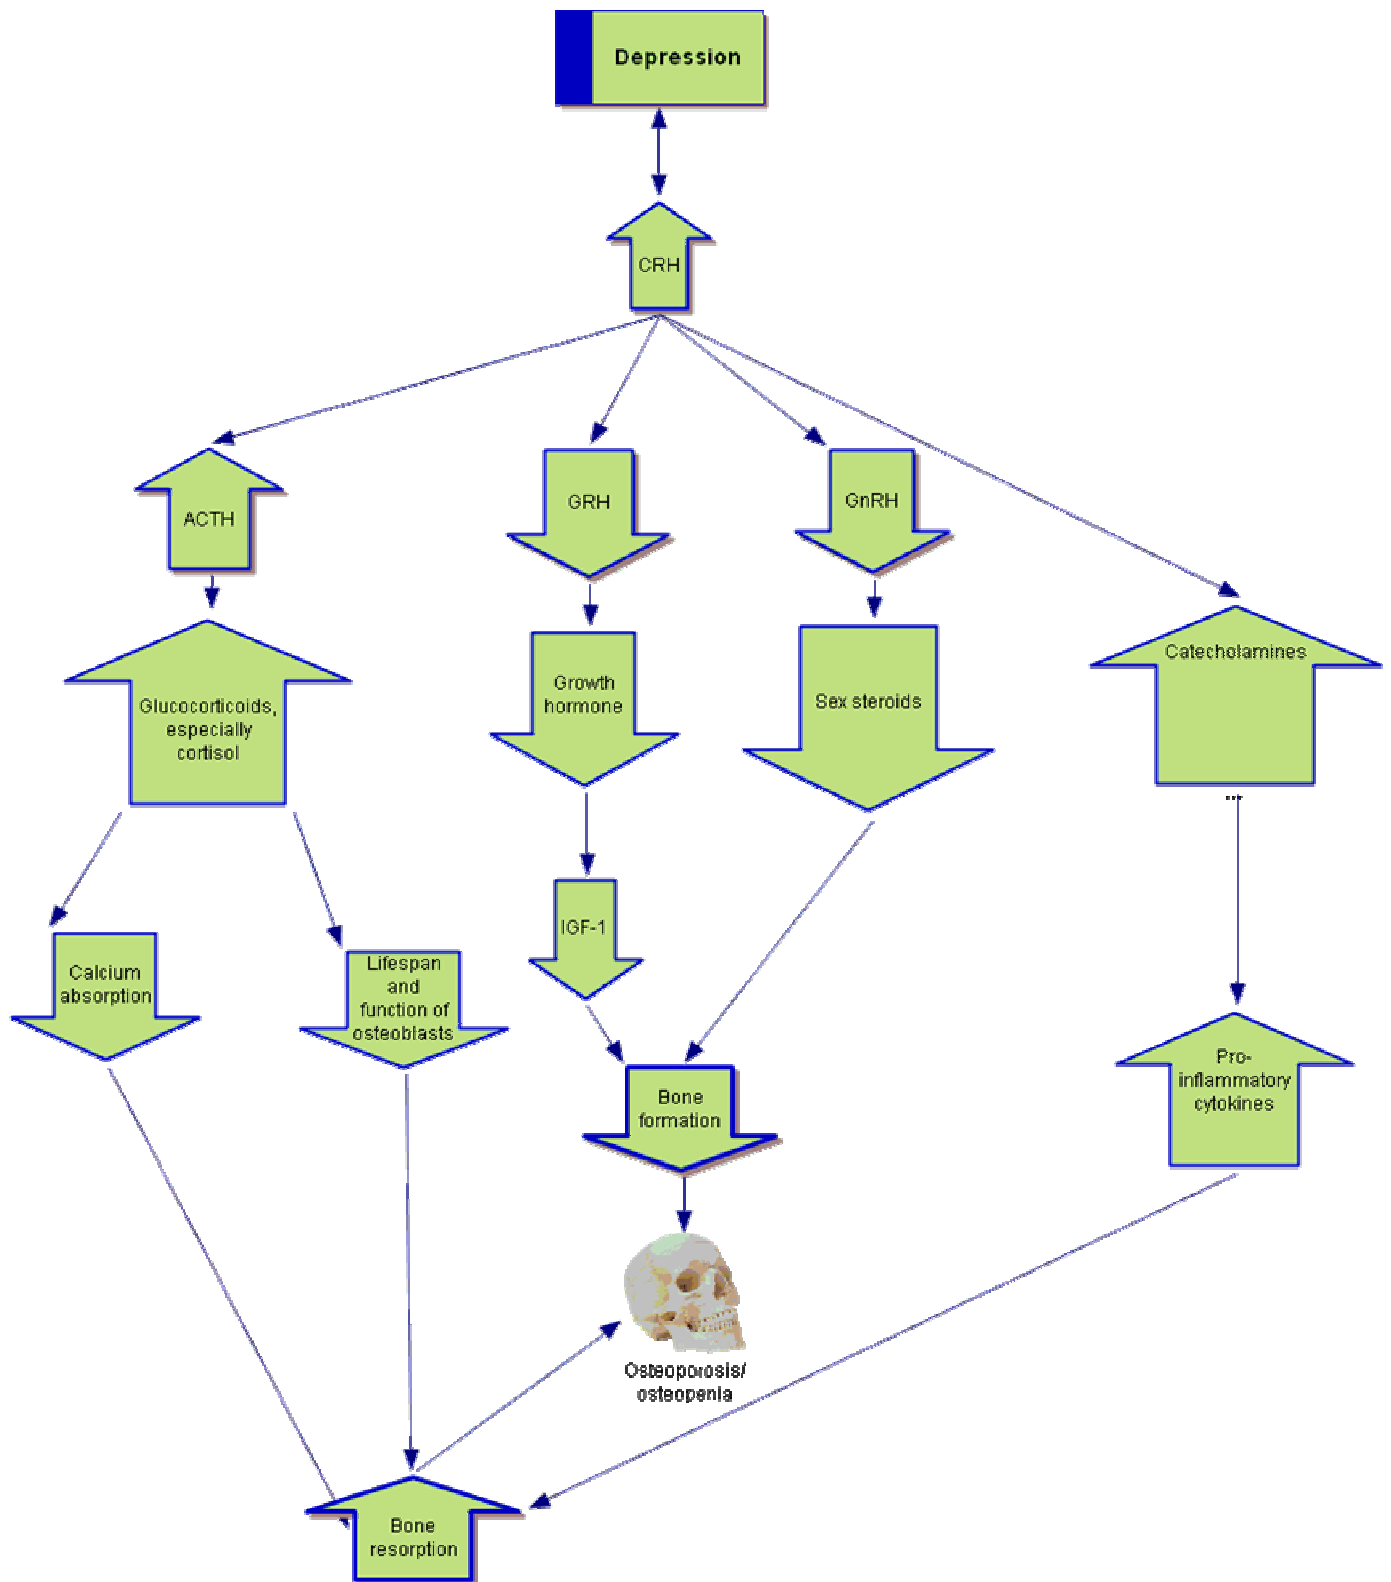 Depression
CRH
ACTH
GRH
GnRH
Glucocorticoids,
especially
cortisol
Growth
hormone
Sex steroids
Catecholamines
...
IGF-1
Calcium
absorption
Lifespan
and
function of
osteoblasts
Bone
formation
Pro-
inflammatory
cytokines
Osteoporosis/
osteopenia
Bone
resorption